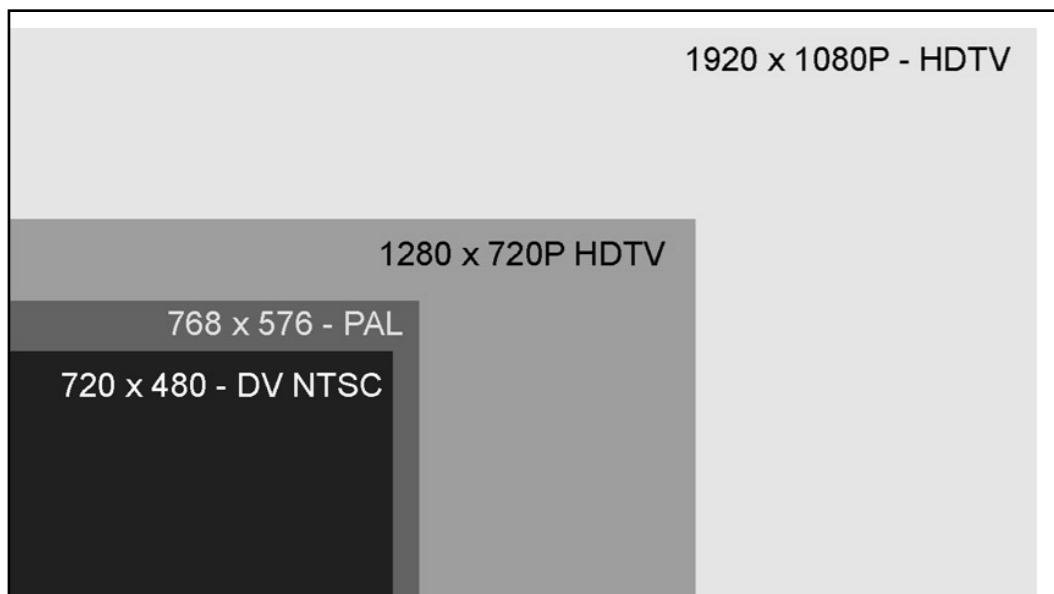 1920 x 1080P - HDTV
1280 x 720P HDTV
768 x 576 - PAL
720 x 480 - DV NTSC